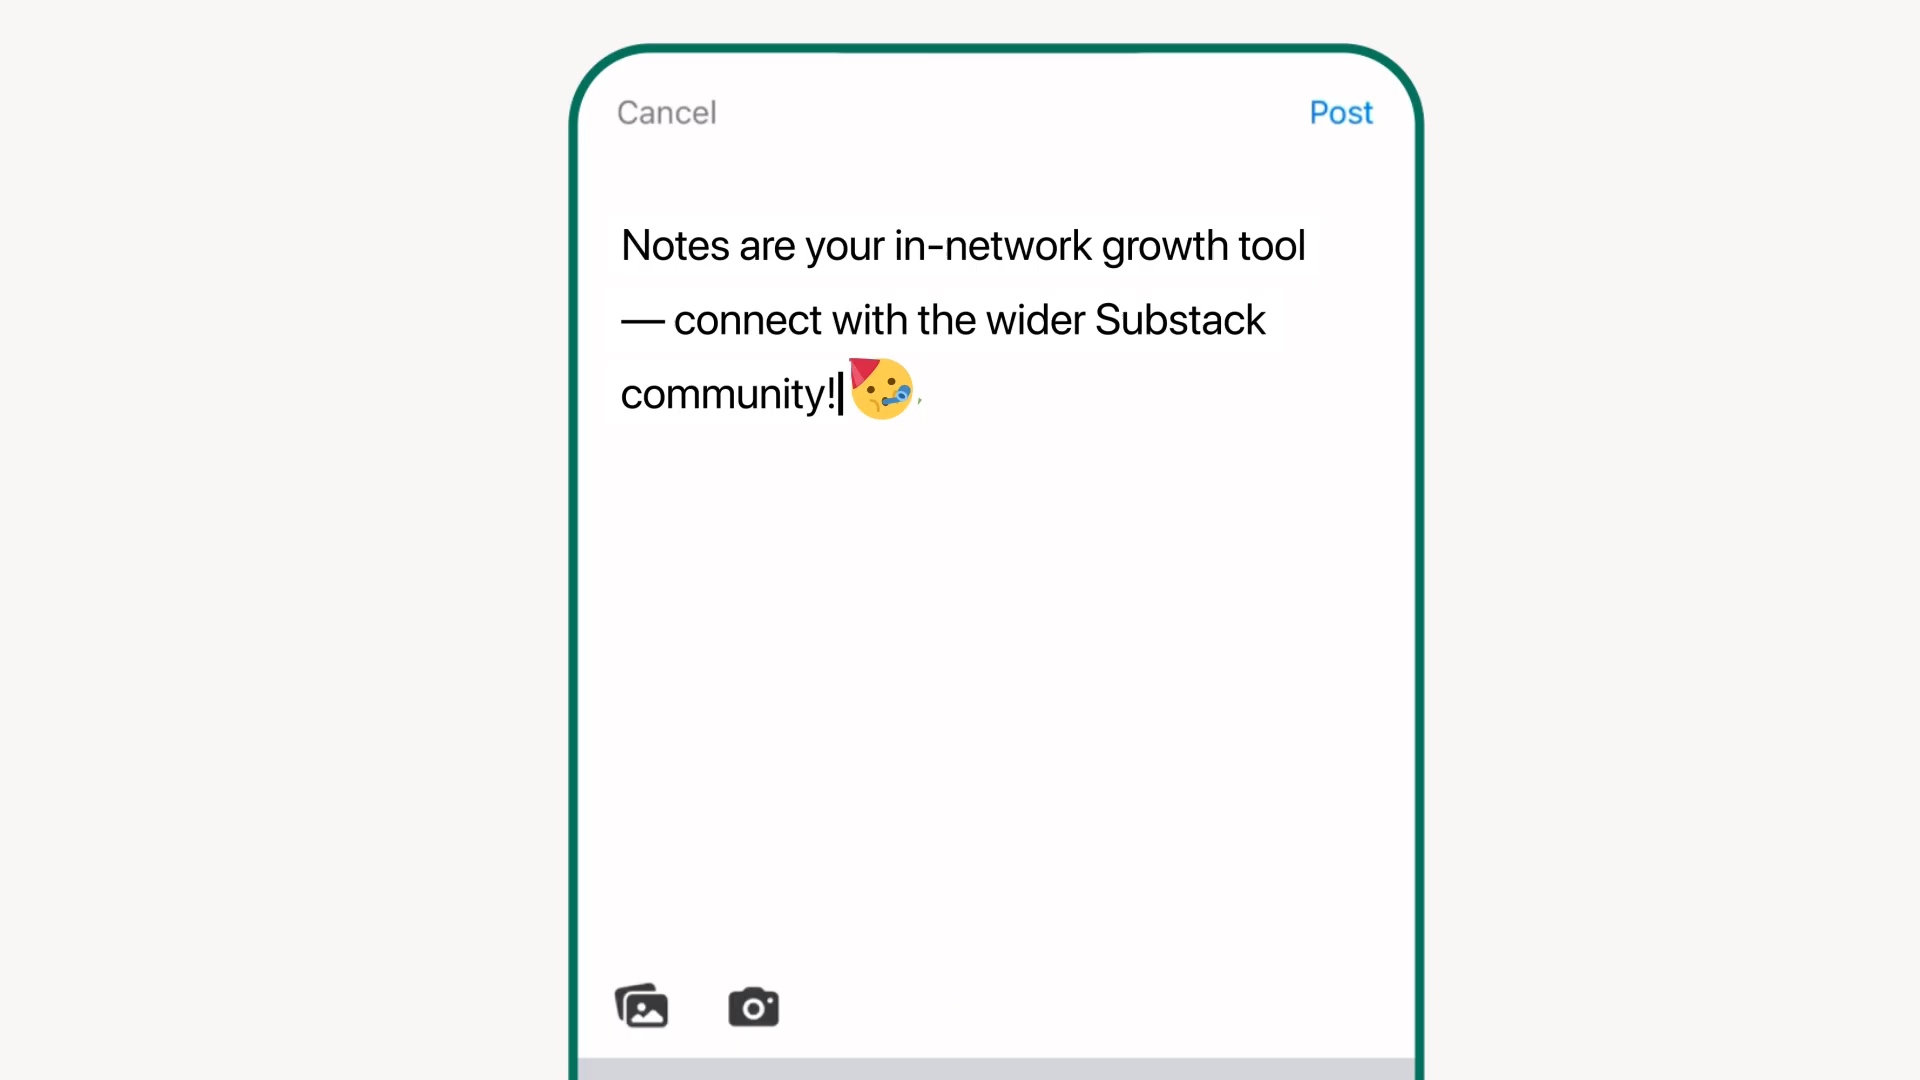 Cancel
Post
Notes are your in-network growth tool
— connect with the wider Substack
community!